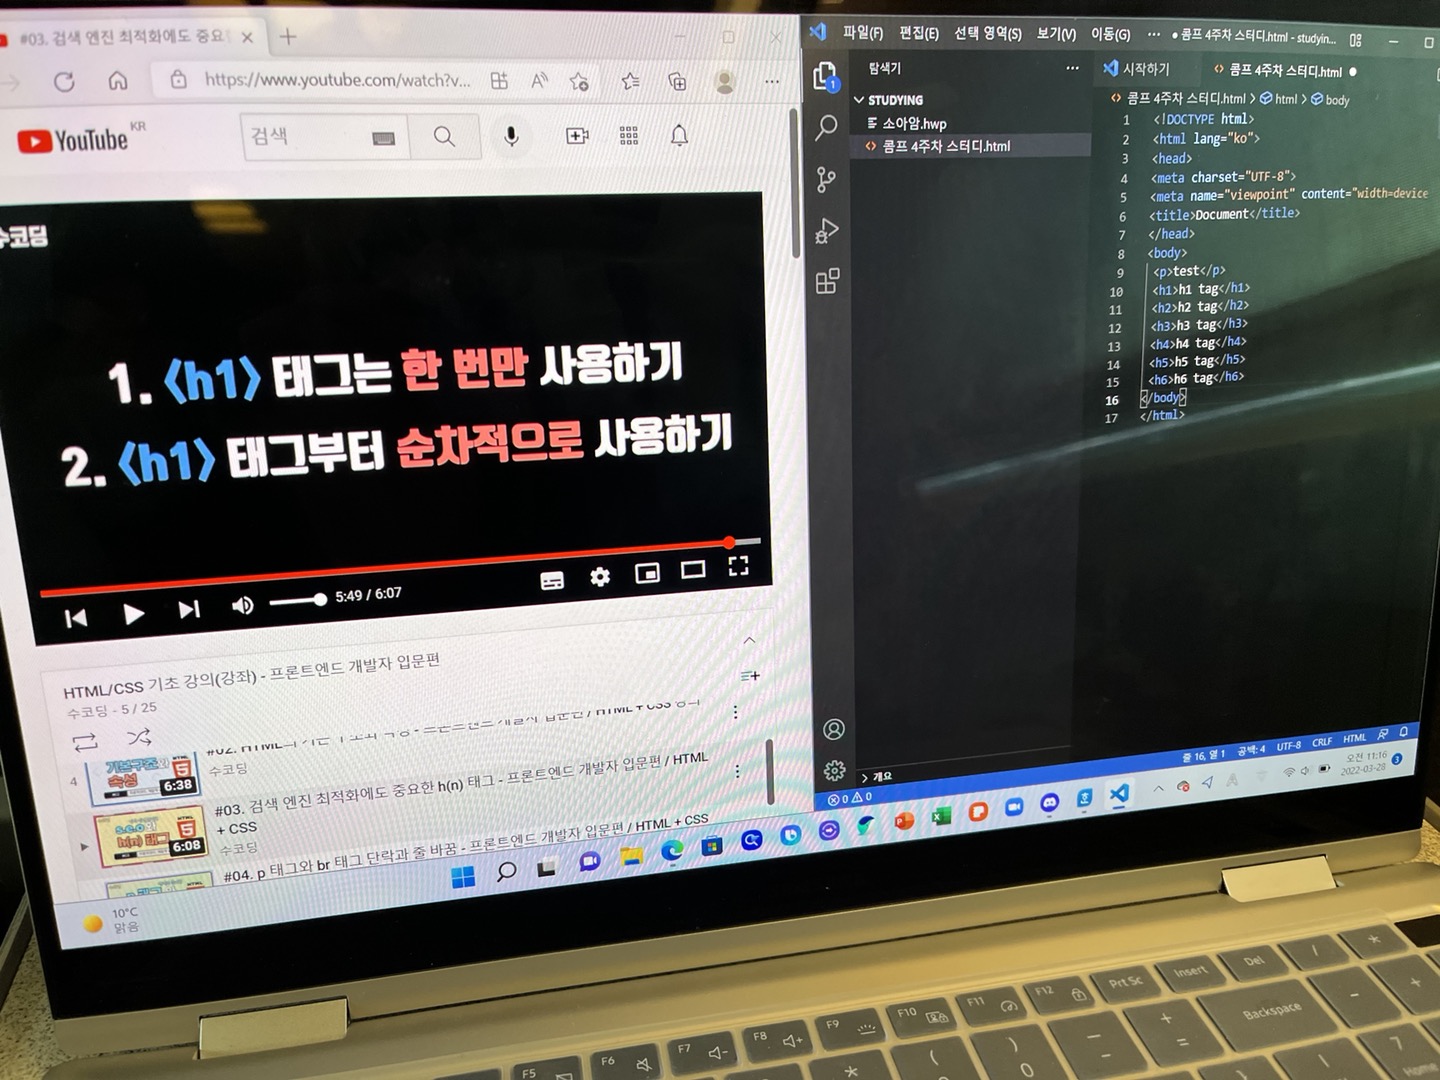 #03. 검색 엔진 최적화에도 중요
https://www.youtube.com/watch?v...
YouTube KR
검색
수코딩
1. <h1> 태그는 한 번만 사용하기
2. <h1> 태그부터 순차적으로 사용하기
5:49 / 6:07
HTML/CSS 기초 강의(강좌) - 프론트엔드 개발자 입문편
수코딩 - 5 / 25
4
6:38
수코딩
#03. 검색 엔진 최적화에도 중요한 h(n) 태그 - 프론트엔드 개발자 입문편 / HTML
+ CSS
수코딩
6:08
#04. p 태그와 br 태그 단락과 줄 바꿈 - 프론트엔드 개발자 입문편 / HTML + CSS
10°C
맑음
파일(F) 편집(E) 선택 영역(S) 보기(V) 이동(G) ··· ● 콤프 4주차 스터디.html - studyin...
탐색기 ···
1
STUDYING
소아암.hwp
콤프 4주차 스터디.html
개요
시작하기
콤프 4주차 스터디.html ●
콤프 4주차 스터디.html > html > body
1 <!DOCTYPE html>
2 <html lang="ko">
3 <head>
4 <meta charset="UTF-8">
5 <meta name="viewpoint" content="width=device
6 <title>Document</title>
7 </head>
8 <body>
9 <p>test</p>
10 <h1>h1 tag</h1>
11 <h2>h2 tag</h2>
12 <h3>h3 tag</h3>
13 <h4>h4 tag</h4>
14 <h5>h5 tag</h5>
15 <h6>h6 tag</h6>
16 </body>
17 </html>
0 0
줄 16, 열 1 공백: 4 UTF-8 CRLF HTML
오전 11:16
2022-03-28
3
F5 F6 F7 F8 F9 F10 F11 F12 Prt Sc Insert Del / *
Backspace
Home